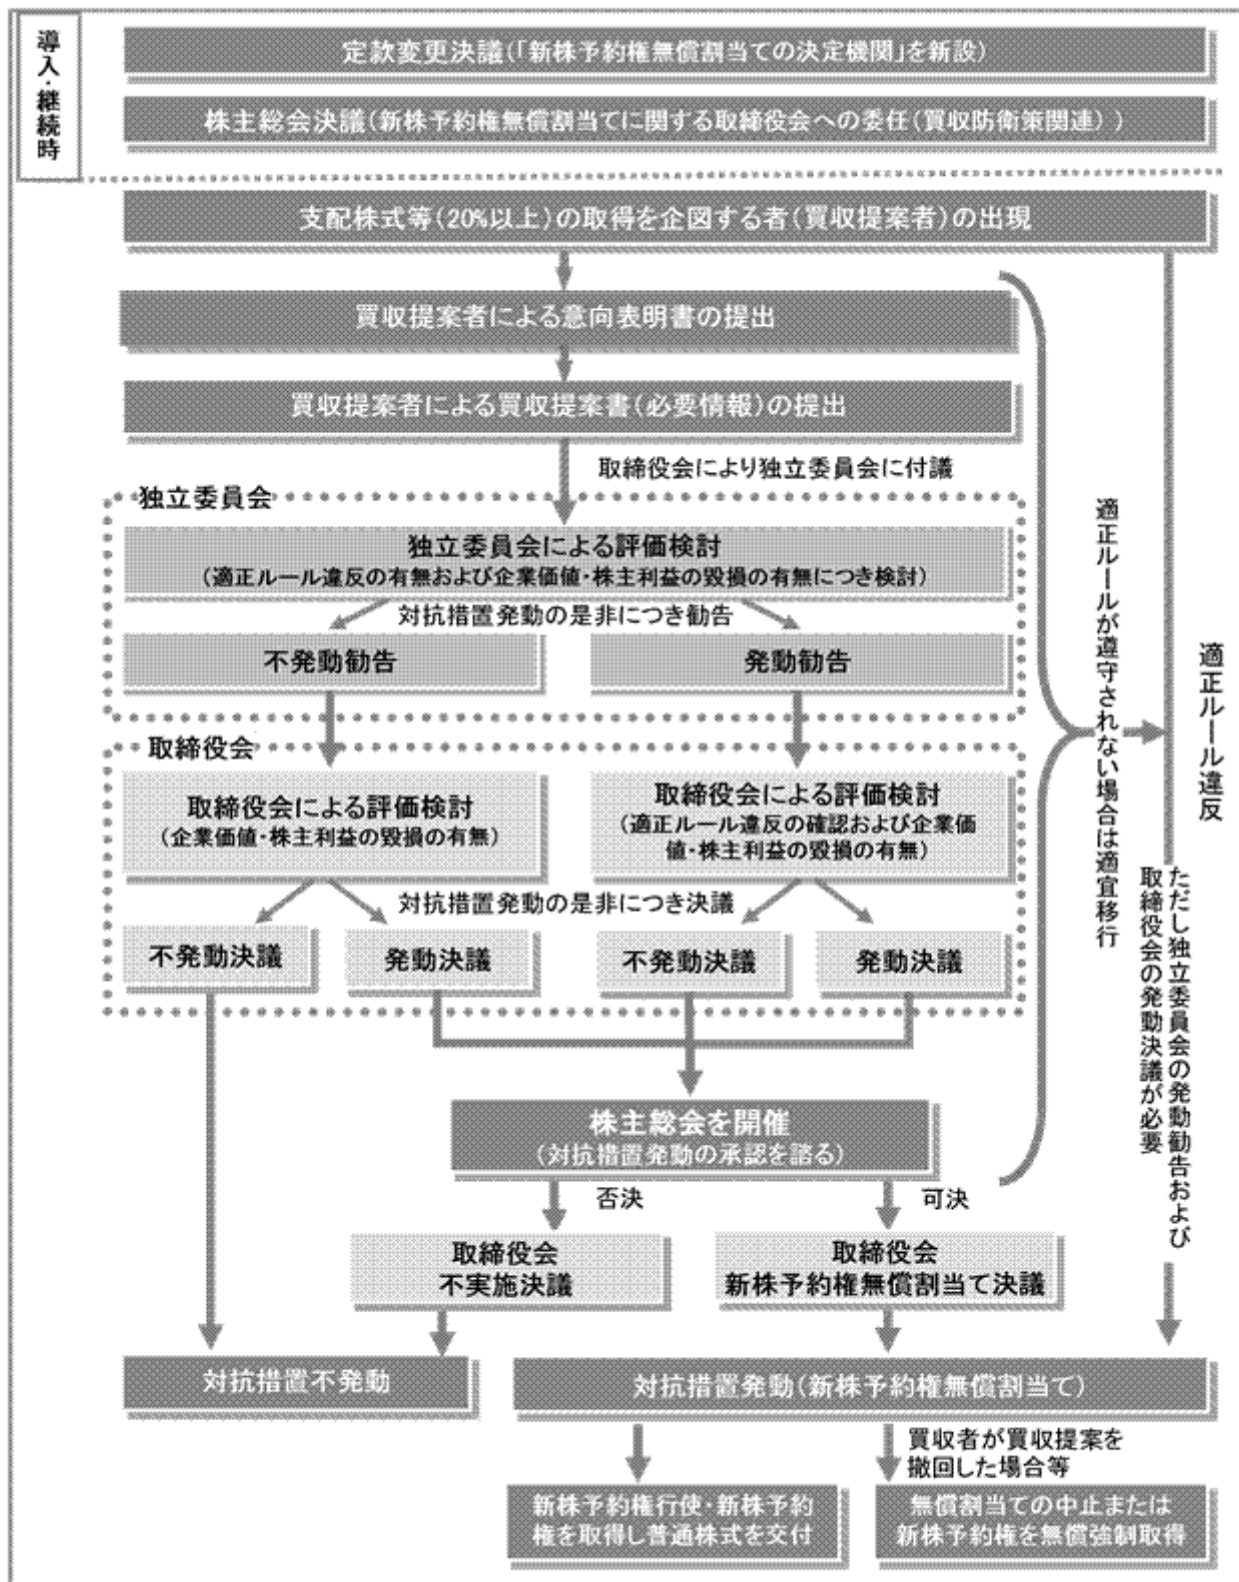 導入・継続時
定款変更決議(「新株予約権無償割当ての決定機関」を新設)
株主総会決議(新株予約権無償割当てに関する取締役会への委任(買収防衛策関連))
支配株式等(20%以上)の取得を企図する者(買収提案者)の出現
買収提案者による意向表明書の提出
買収提案者による買収提案書(必要情報)の提出
取締役会により独立委員会に付議
独立委員会
独立委員会による評価検討
(適正ルール違反の有無および企業価値・株主利益の毀損の有無につき検討)
対抗措置発動の是非につき勧告
不発動勧告
発動勧告
取締役会
取締役会による評価検討
(企業価値・株主利益の毀損の有無)
取締役会による評価検討
(適正ルール違反の確認および企業価
値・株主利益の毀損の有無)
対抗措置発動の是非につき決議
不発動決議
発動決議
不発動決議
発動決議
適正ルールが遵守されない場合は適宜移行
適正ルール違反
ただし独立委員会の発動勧告および
取締役会の発動決議が必要
株主総会を開催
(対抗措置発動の承認を諮る)
否決
可決
取締役会
不実施決議
取締役会
新株予約権無償割当て決議
対抗措置不発動
対抗措置発動(新株予約権無償割当て)
買収者が買収提案を
撤回した場合等
新株予約権行使・新株予約
権を取得し普通株式を交付
無償割当ての中止または
新株予約権を無償強制取得